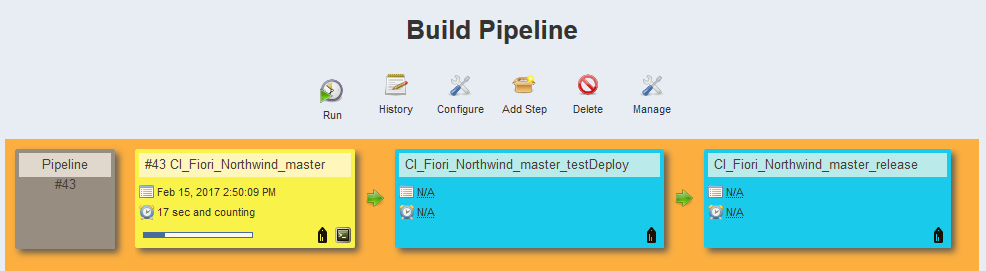 Build Pipeline
Run
History
Configure
Add Step
Delete
Manage
Pipeline
#43
#43 CI_Fiori_Northwind_master
Feb 15, 2017 2:50:09 PM
17 sec and counting
CI_Fiori_Northwind_master_testDeploy
N/A
N/A
CI_Fiori_Northwind_master_release
N/A
N/A